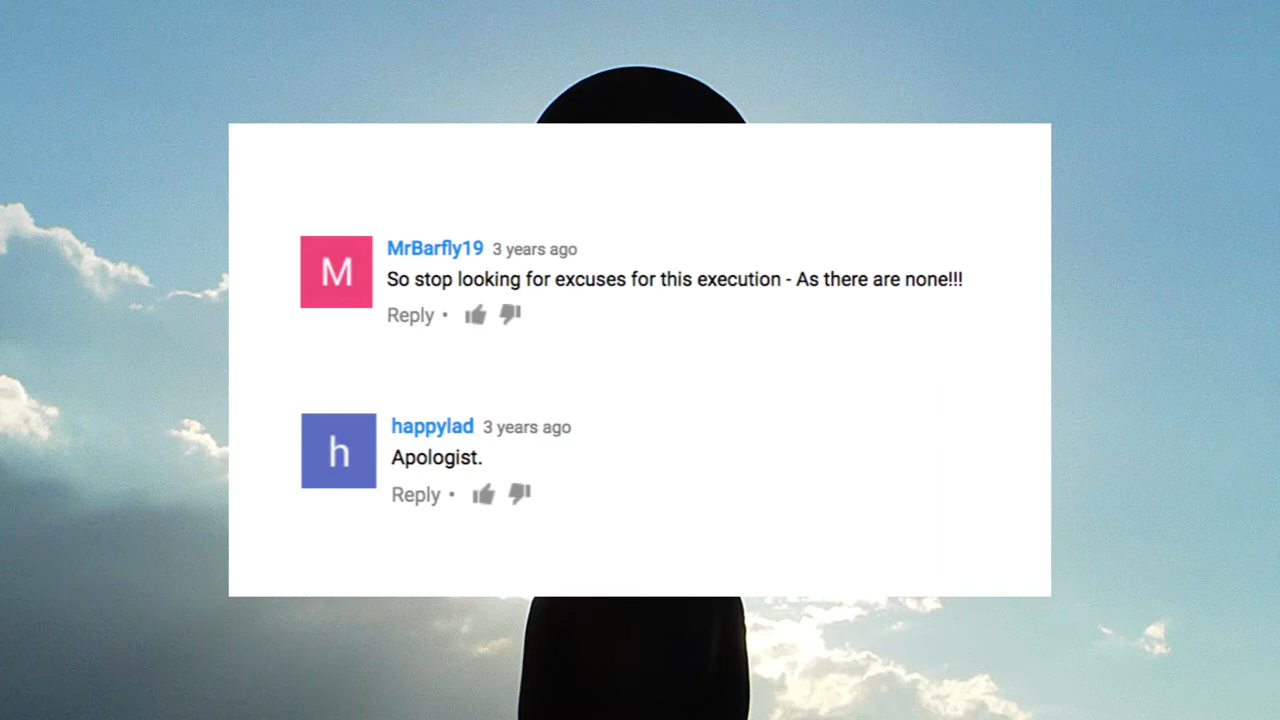 M
MrBarfly19 3 years ago
So stop looking for excuses for this execution - As there are none!!!
Reply •
h
happylad 3 years ago
Apologist.
Reply •